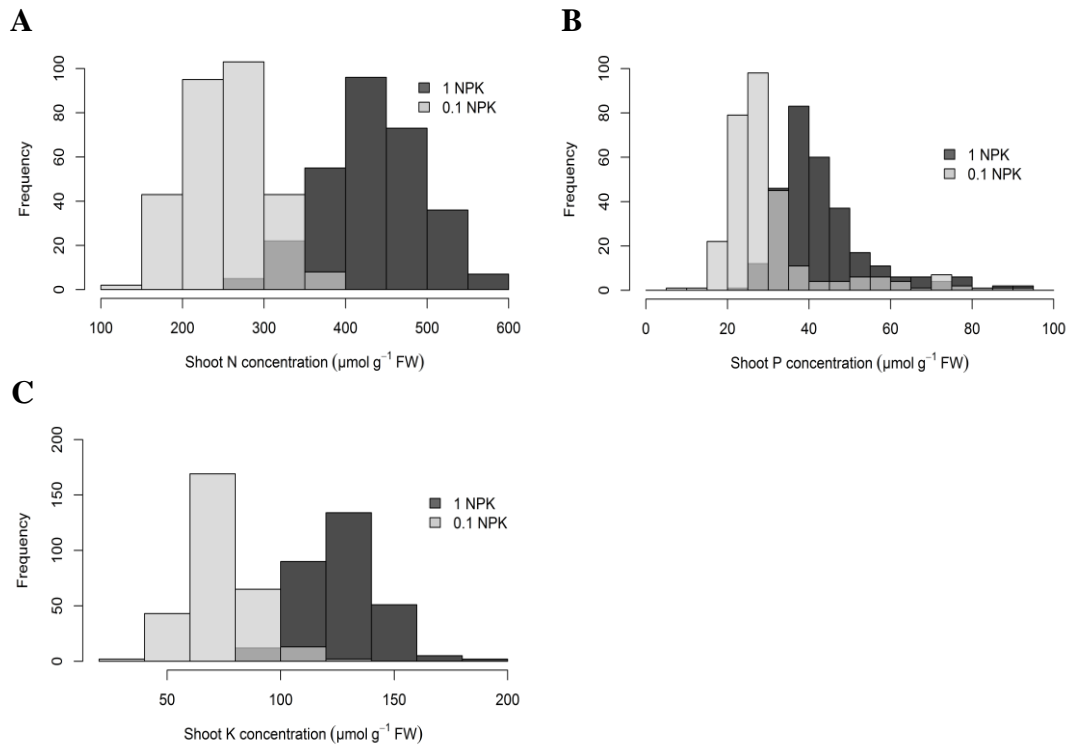 A
0 20 40 60 80 100
Frequency
1 NPK
0.1 NPK
100 200 300 400 500 600
Shoot N concentration (µmol g⁻¹ FW)
B
0 20 40 60 80 100
Frequency
1 NPK
0.1 NPK
0 20 40 60 80 100
Shoot P concentration (µmol g⁻¹ FW)
C
0 50 100 150 200
Frequency
1 NPK
0.1 NPK
50 100 150 200
Shoot K concentration (µmol g⁻¹ FW)